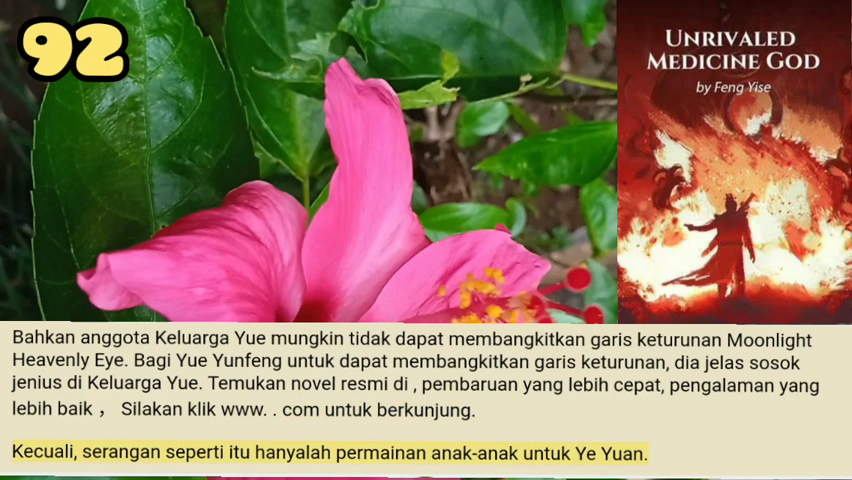 92
UNRIVALED
MEDICINE GOD
by Feng Yise
Bahkan anggota Keluarga Yue mungkin tidak dapat membangkitkan garis keturunan Moonlight
Heavenly Eye. Bagi Yue Yunfeng untuk dapat membangkitkan garis keturunan, dia jelas sosok
jenius di Keluarga Yue. Temukan novel resmi di , pembaruan yang lebih cepat, pengalaman yang
lebih baik ， Silakan klik www. . com untuk berkunjung.
Kecuali, serangan seperti itu hanyalah permainan anak-anak untuk Ye Yuan.